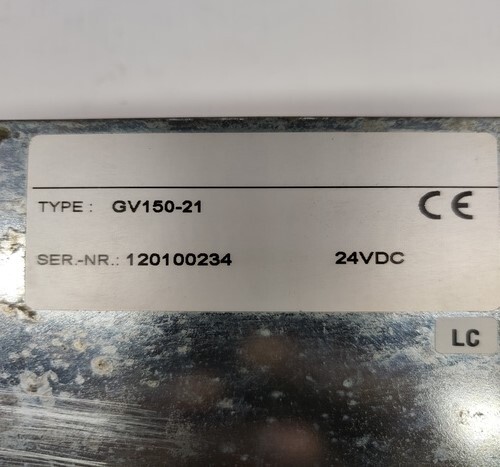 TYPE : GV150-21 CE
SER.-NR.: 120100234 24VDC
LC